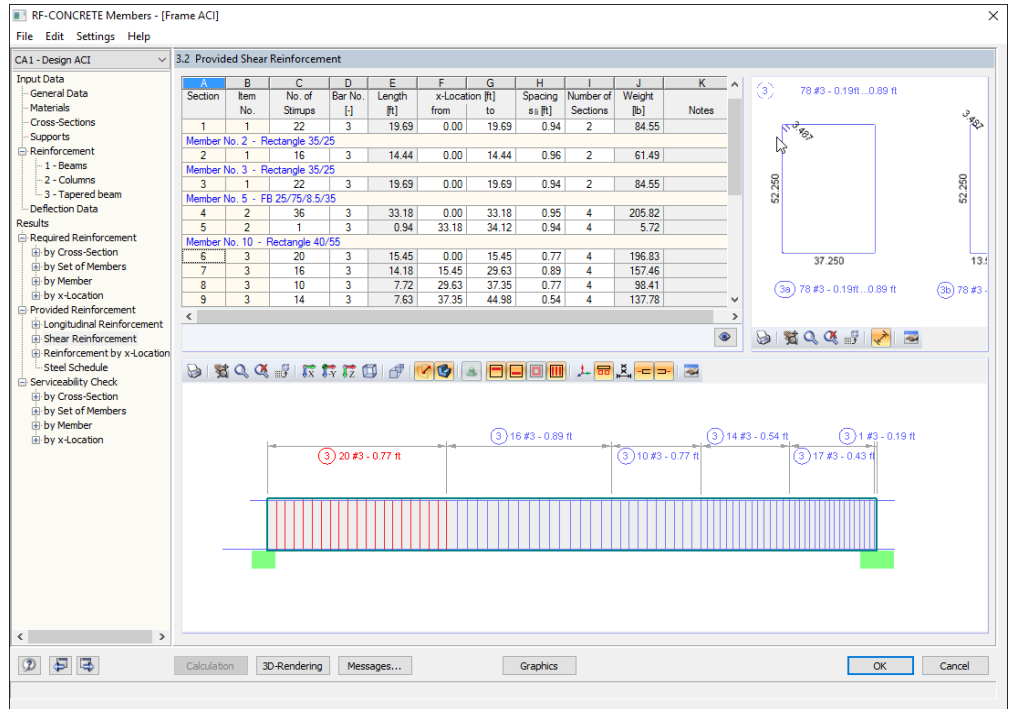 RF-CONCRETE Members - [Frame ACI]
File Edit Settings Help
CA1 - Design ACI
3.2 Provided Shear Reinforcement
Input Data
General Data
Materials
Cross-Sections
Supports
Reinforcement
1 - Beams
2 - Columns
3 - Tapered beam
Deflection Data
Results
Required Reinforcement
by Cross-Section
by Set of Members
by Member
by x-Location
Provided Reinforcement
Longitudinal Reinforcement
Shear Reinforcement
Reinforcement by x-Location
Steel Schedule
Serviceability Check
by Cross-Section
by Set of Members
by Member
by x-Location
A B C D E F G H I J K
Section Item No. of Bar No. Length x-Location [ft] Spacing Number of Weight
No. Stirrups [-] [ft] from to s li [ft] Sections [lb] Notes
1 1 22 3 19.69 0.00 19.69 0.94 2 84.55
Member No. 2 - Rectangle 35/25
2 1 16 3 14.44 0.00 14.44 0.96 2 61.49
Member No. 3 - Rectangle 35/25
3 1 22 3 19.69 0.00 19.69 0.94 2 84.55
Member No. 5 - FB 25/75/8.5/35
4 2 36 3 33.18 0.00 33.18 0.95 4 205.82
5 2 1 3 0.94 33.18 34.12 0.94 4 5.72
Member No. 10 - Rectangle 40/55
6 3 20 3 15.45 0.00 15.45 0.77 4 196.83
7 3 16 3 14.18 15.45 29.63 0.89 4 157.46
8 3 10 3 7.72 29.63 37.35 0.77 4 98.41
9 3 14 3 7.63 37.35 44.98 0.54 4 137.78
3 78 #3 - 0.19ft...0.89 ft
3.487
3.487
52.250
52.250
37.250
13.5
3a 78 #3 - 0.19ft...0.89 ft
3b 78 #3 -
3 16 #3 - 0.89 ft
3 14 #3 - 0.54 ft
3 1 #3 - 0.19 ft
3 20 #3 - 0.77 ft
3 10 #3 - 0.77 ft
3 17 #3 - 0.43 ft
Calculation
3D-Rendering
Messages...
Graphics
OK
Cancel